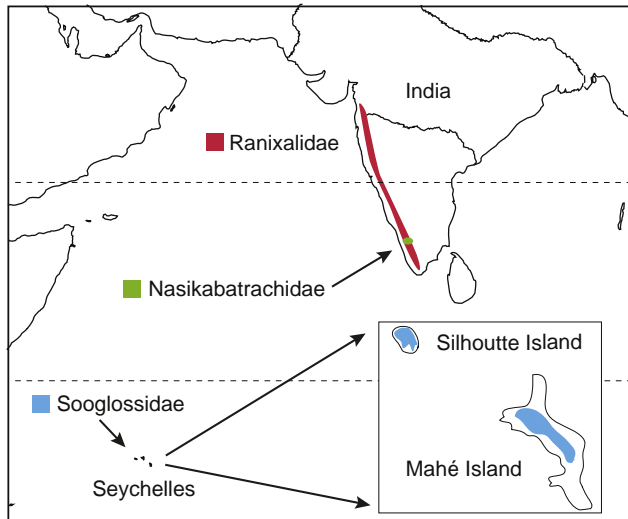 India
Ranixalidae
Nasikabatrachidae
Silhoutte Island
Sooglossidae
Mahé Island
Seychelles